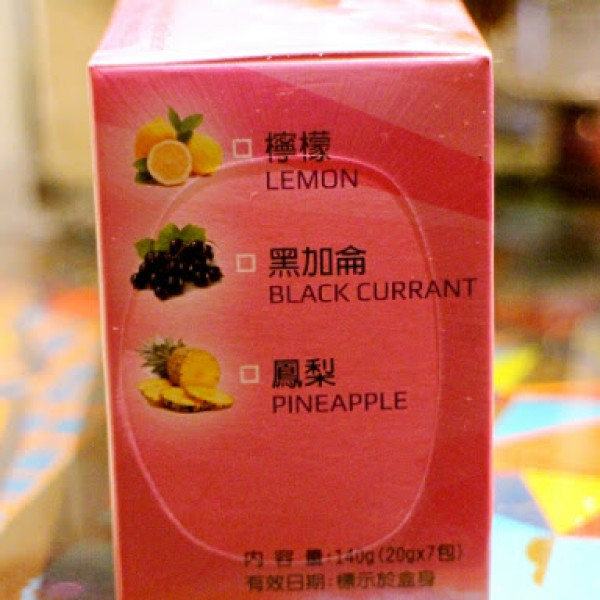 檸檬
LEMON
黑加侖
BLACK CURRANT
鳳梨
PINEAPPLE
內容量:140g(20gx7包)
有效日期:標示於盒身